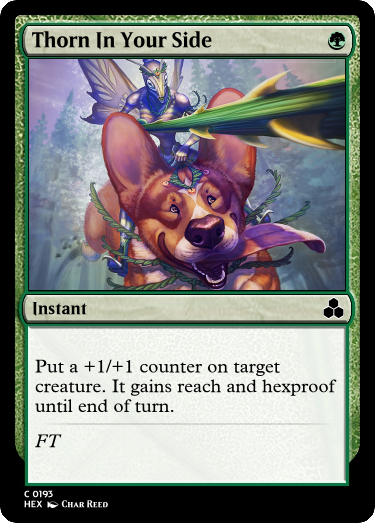 Thorn In Your Side
Instant
Put a +1/+1 counter on target
creature. It gains reach and hexproof
until end of turn.
FT
C 0193
HEX Char Reed